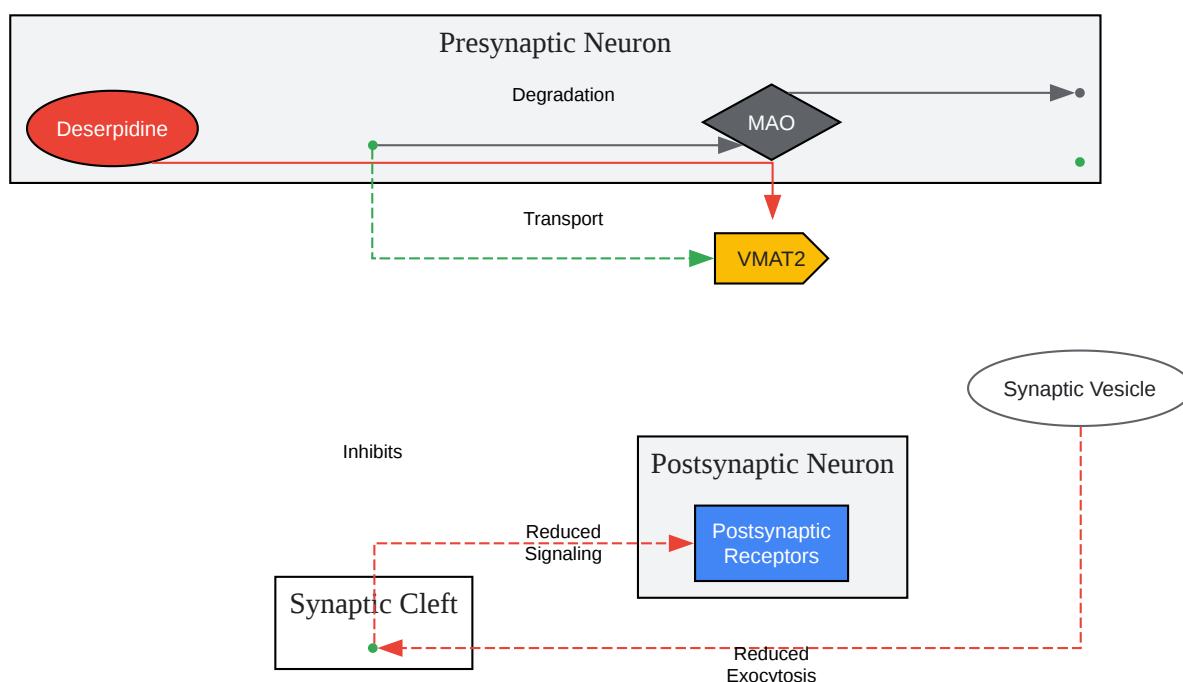 Presynaptic Neuron
Degradation
Deserpidine
MAO
Transport
VMAT2
Synaptic Vesicle
Inhibits
Postsynaptic Neuron
Reduced
Signaling
Postsynaptic
Receptors
Synaptic Cleft
Reduced
Exocytosis